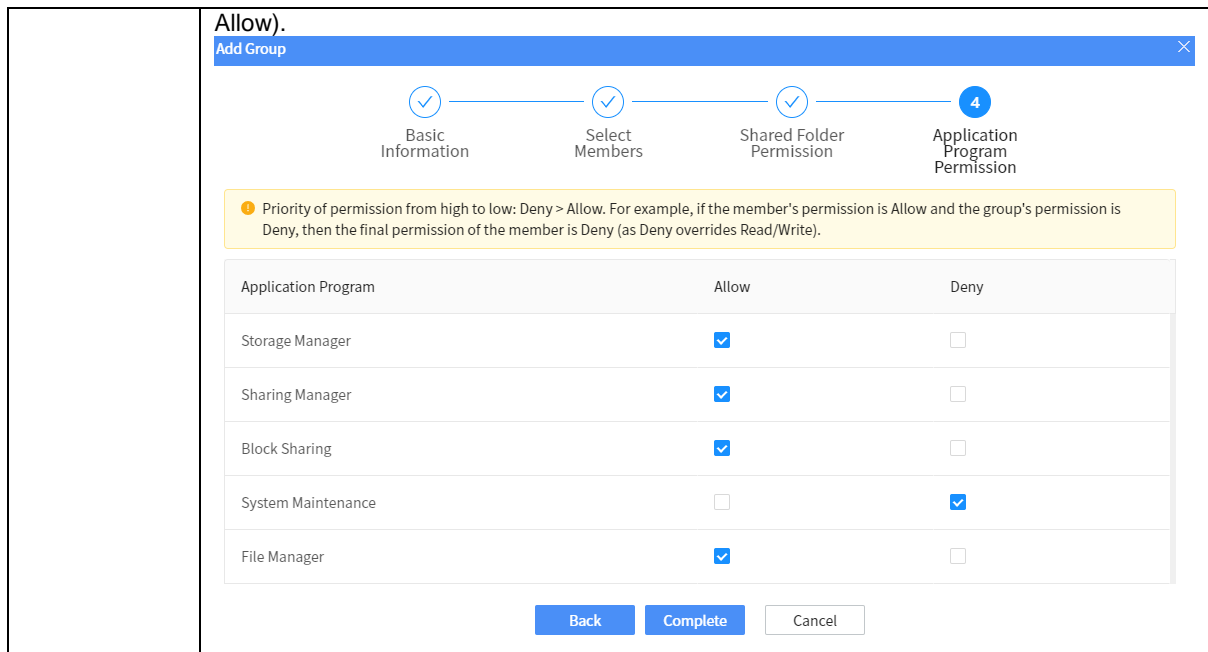 Allow).
Add Group
4
Basic
Information
Select
Members
Shared Folder
Permission
Application
Program
Permission
Priority of permission from high to low: Deny > Allow. For example, if the member's permission is Allow and the group's permission is
Deny, then the final permission of the member is Deny (as Deny overrides Read/Write).
Application Program Allow Deny
Storage Manager
Sharing Manager
Block Sharing
System Maintenance
File Manager
Back Complete Cancel